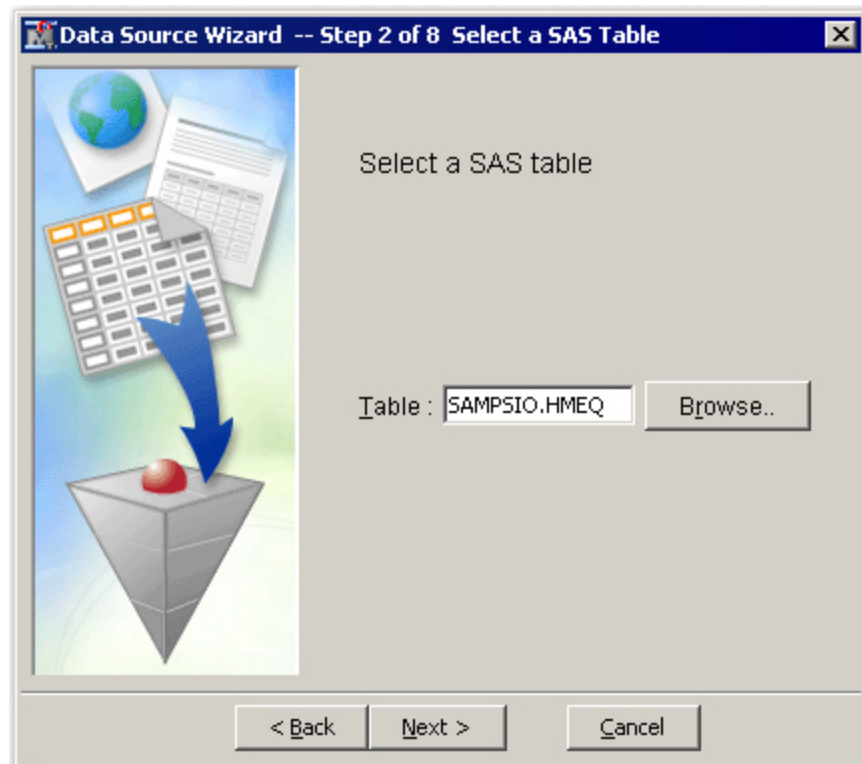 Data Source Wizard -- Step 2 of 8 Select a SAS Table
Select a SAS table
Table : SAMPSIO.HMEQ Browse..
< Back Next > Cancel